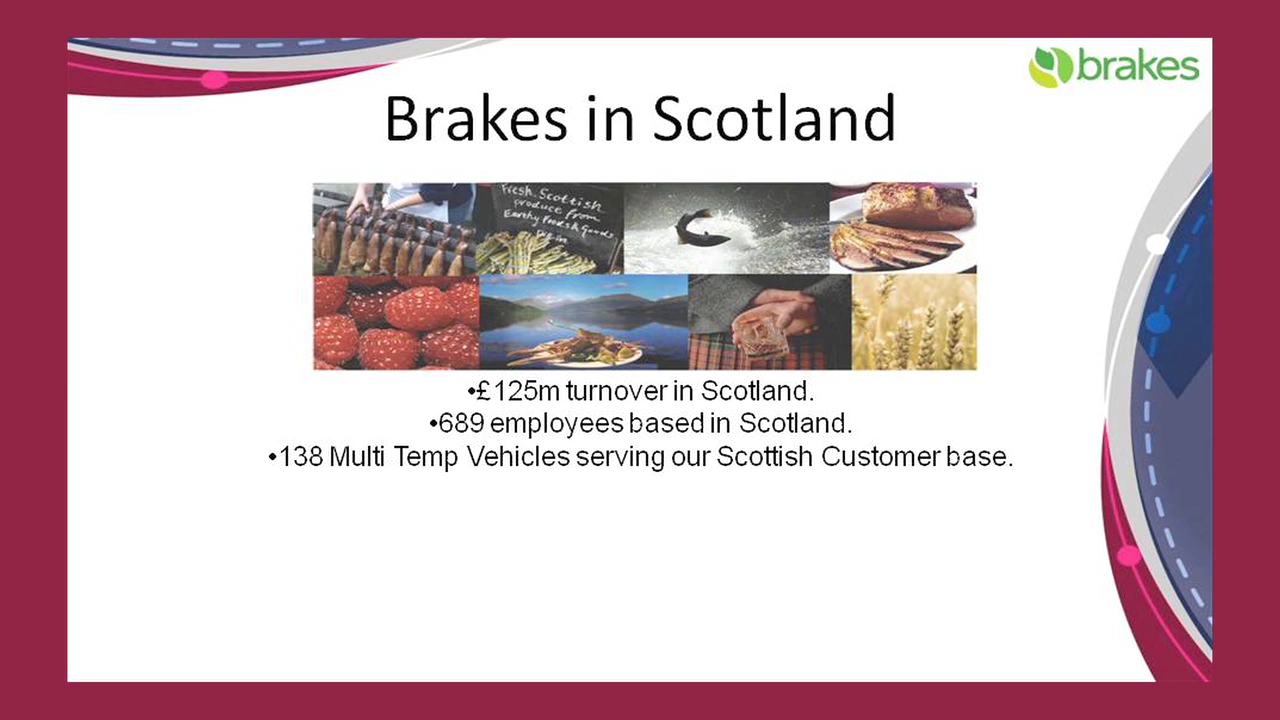 brakes
Brakes in Scotland
Fresh Scottish
produce from
Earthy Fresh Goods
•£125m turnover in Scotland.
•689 employees based in Scotland.
•138 Multi Temp Vehicles serving our Scottish Customer base.